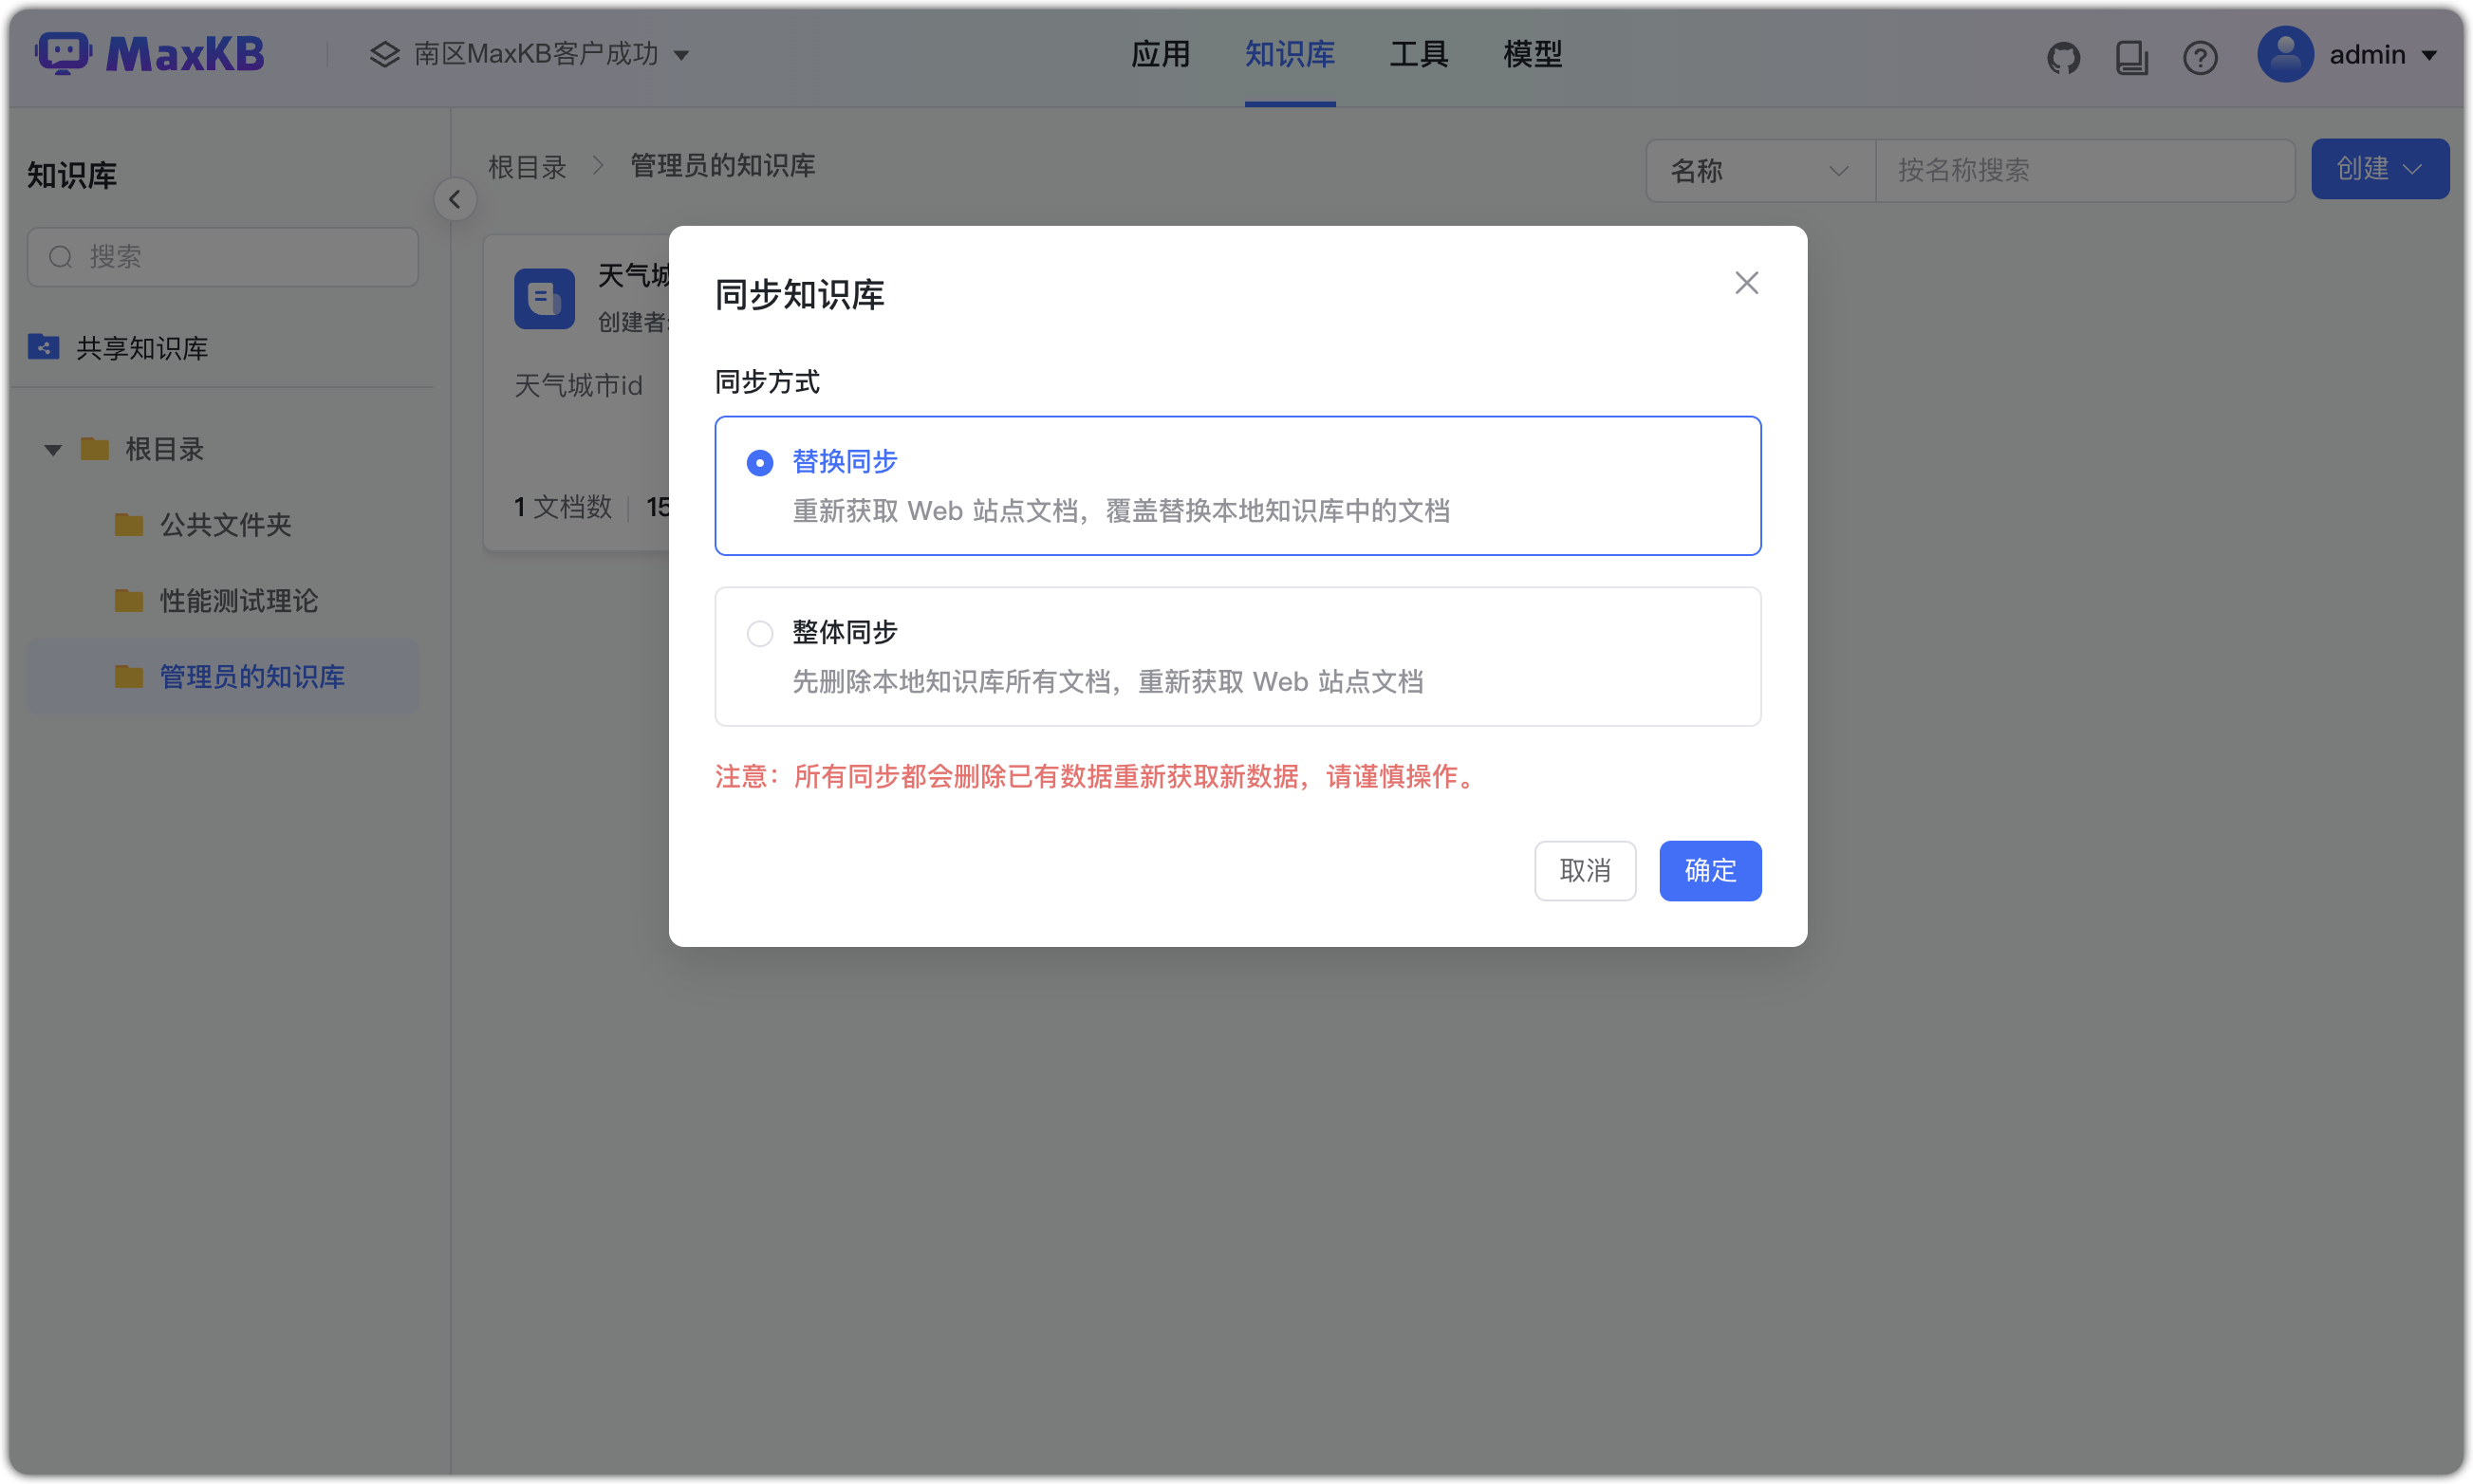 MaxKB
南区MaxKB客户成功
应用
知识库
工具
模型
admin
知识库
搜索
共享知识库
根目录
公共文件夹
性能测试理论
管理员的知识库
根目录
管理员的知识库
名称
按名称搜索
创建
天气城
创建者:
天气城市id
1 文档数
15
同步知识库
同步方式
替换同步
重新获取 Web 站点文档，覆盖替换本地知识库中的文档
整体同步
先删除本地知识库所有文档，重新获取 Web 站点文档
注意：所有同步都会删除已有数据重新获取新数据，请谨慎操作。
取消
确定